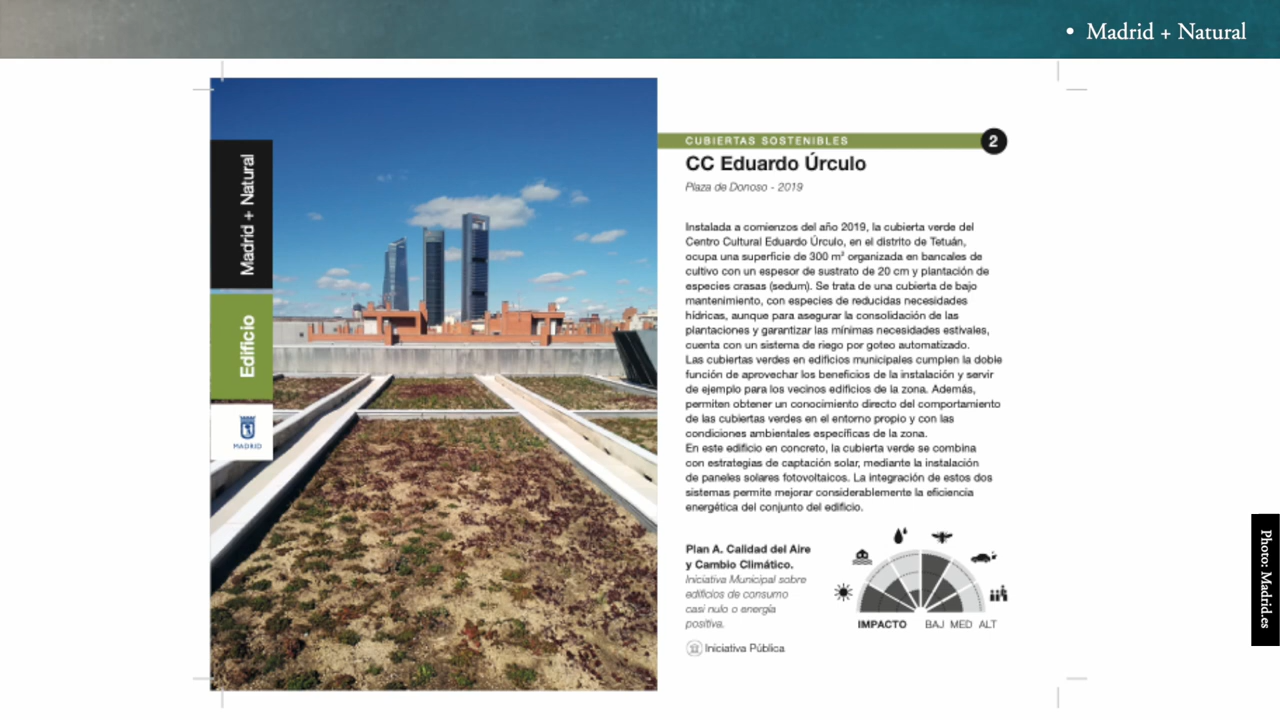 • Madrid + Natural
Madrid + Natural
Edificio
MADRID
CUBIERTAS SOSTENIBLES
2
CC Eduardo Úrculo
Plaza de Donoso - 2019
Instalada a comienzos del año 2019, la cubierta verde del
Centro Cultural Eduardo Úrculo, en el distrito de Tetuán,
ocupa una superficie de 300 m² organizada en bancales de
cultivo con un espesor de sustrato de 20 cm y plantación de
especies crasas (sedum). Se trata de una cubierta de bajo
mantenimiento, con especies de reducidas necesidades
hídricas, aunque para asegurar la consolidación de las
plantaciones y garantizar las mínimas necesidades estivales,
cuenta con un sistema de riego por goteo automatizado.
Las cubiertas verdes en edificios municipales cumplen la doble
función de aprovechar los beneficios de la instalación y servir
de ejemplo para los vecinos edificios de la zona. Además,
permiten obtener un conocimiento directo del comportamiento
de las cubiertas verdes en el entorno propio y con las
condiciones ambientales específicas de la zona.
En este edificio en concreto, la cubierta verde se combina
con estrategias de captación solar, mediante la instalación
de paneles solares fotovoltaicos. La integración de estos dos
sistemas permite mejorar considerablemente la eficiencia
energética del conjunto del edificio.
Plan A. Calidad del Aire
y Cambio Climático.
Iniciativa Municipal sobre
edificios de consumo
casi nulo o energía
positiva.
Iniciativa Pública
IMPACTO BAJ MED ALT
Photo: Madrid.es